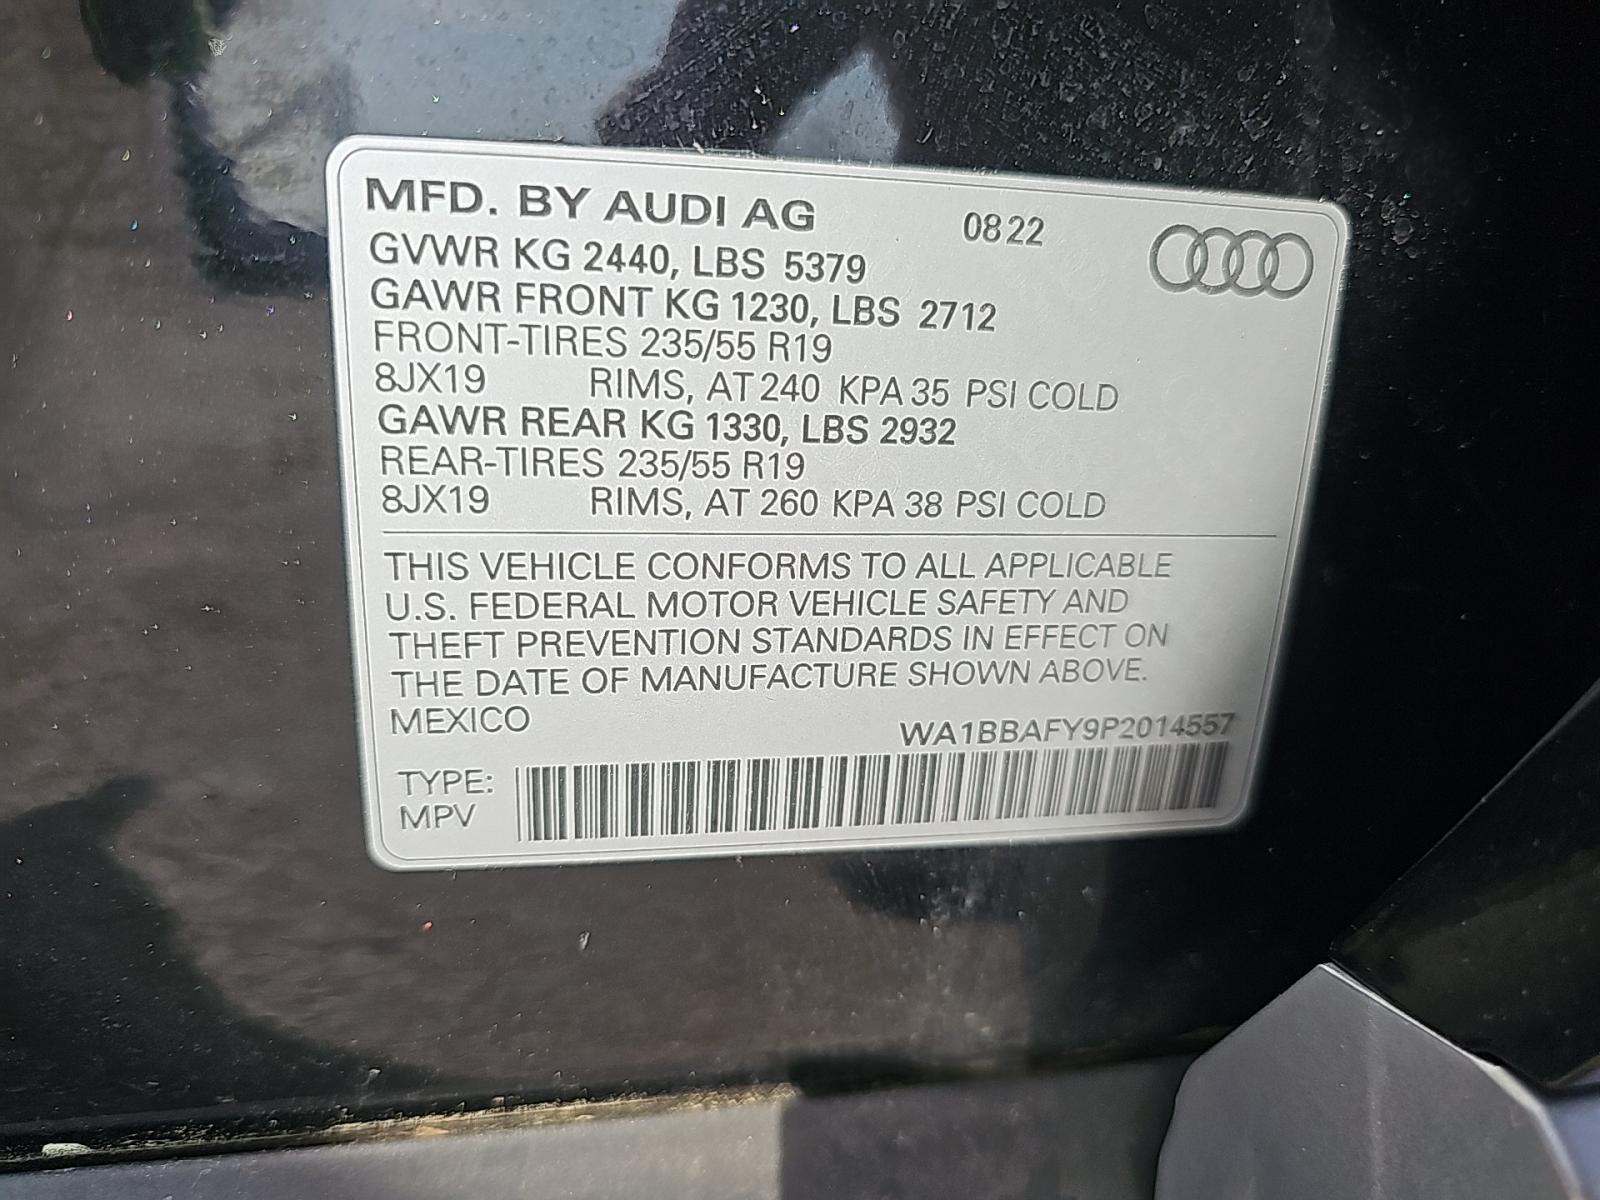 MFD. BY AUDI AG 0822
GVWR KG 2440, LBS 5379
GAWR FRONT KG 1230, LBS 2712
FRONT-TIRES 235/55 R19
8JX19 RIMS, AT 240 KPA 35 PSI COLD
GAWR REAR KG 1330, LBS 2932
REAR-TIRES 235/55 R19
8JX19 RIMS, AT 260 KPA 38 PSI COLD
THIS VEHICLE CONFORMS TO ALL APPLICABLE
U.S. FEDERAL MOTOR VEHICLE SAFETY AND
THEFT PREVENTION STANDARDS IN EFFECT ON
THE DATE OF MANUFACTURE SHOWN ABOVE.
MEXICO WA1BBAFY9P2014557
TYPE:
MPV